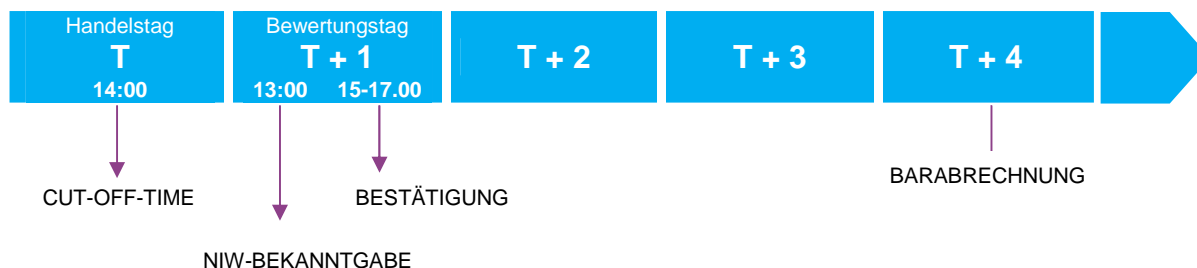 Handelstag
T
14:00
Bewertungstag
T + 1
13:00 15-17.00
T + 2
T + 3
T + 4
CUT-OFF-TIME
BESTÄTIGUNG
BARABRECHNUNG
NIW-BEKANNTGABE